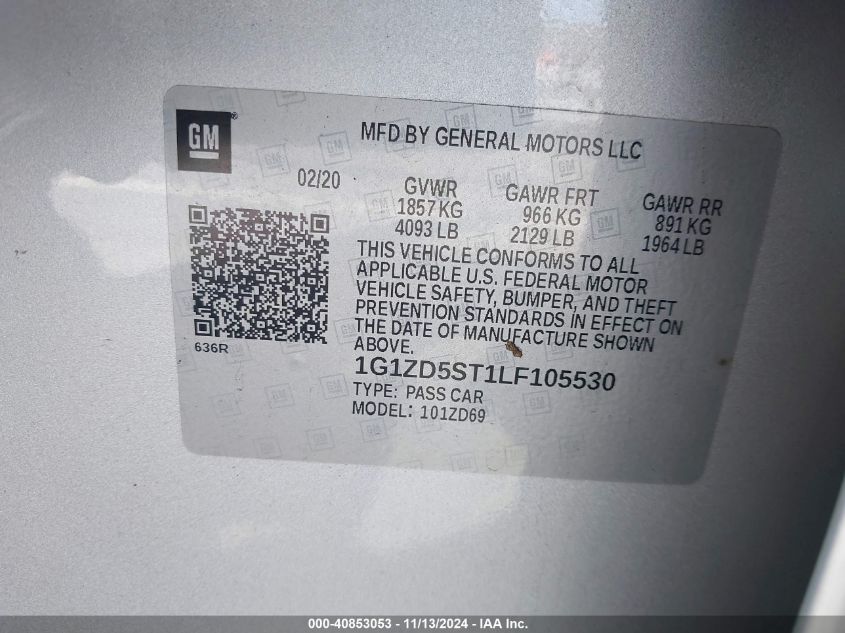 GM
MFD BY GENERAL MOTORS LLC
02/20
GVWR
1857 KG
4093 LB
GAWR FRT
966 KG
2129 LB
GAWR RR
891 KG
1964 LB
THIS VEHICLE CONFORMS TO ALL
APPLICABLE U.S. FEDERAL MOTOR
VEHICLE SAFETY, BUMPER, AND THEFT
PREVENTION STANDARDS IN EFFECT ON
THE DATE OF MANUFACTURE SHOWN
ABOVE.
636R
1G1ZD5ST1LF105530
TYPE: PASS CAR
MODEL: 101ZD69
000-40853053 - 11/13/2024 - IAA Inc.